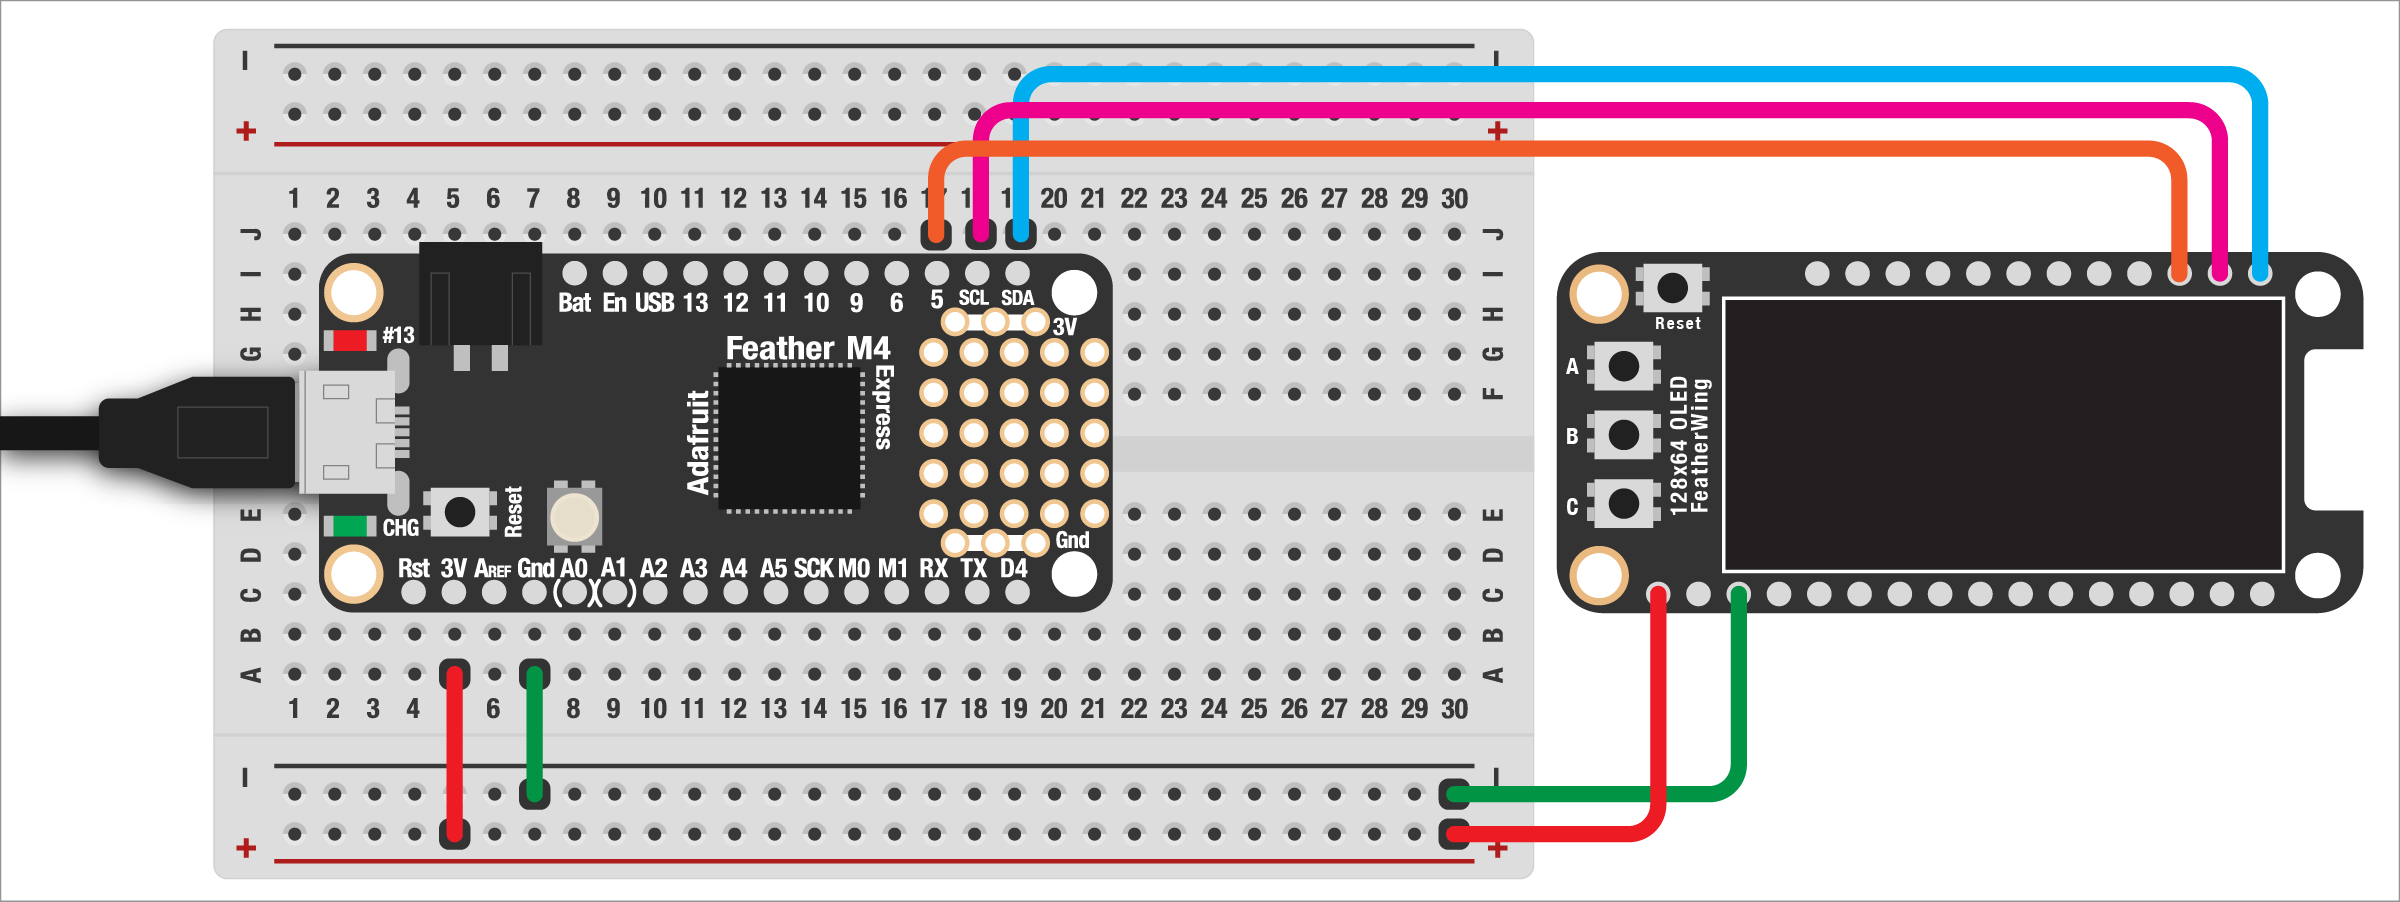 – –
+ +
1 2 3 4 5 6 7 8 9 10 11 12 13 14 15 16 17 1 1 20 21 22 23 24 25 26 27 28 29 30
J J
I I
H H
G G
F
E E
D D
C C
B B
A A
Bat En USB 13 12 11 10 9 6 5 SCL SDA
3V
#13
Feather M4
Express
Adafruit
CHG
Reset
Gnd
Rst 3V AREF Gnd A0 A1 A2 A3 A4 A5 SCK M0 M1 RX TX D4
( )( )
1 2 3 4 6 8 9 10 11 12 13 14 15 16 17 18 19 20 21 22 23 24 25 26 27 28 29 30
– –
+ +
Reset
A
B
C
128x64 OLED
FeatherWing